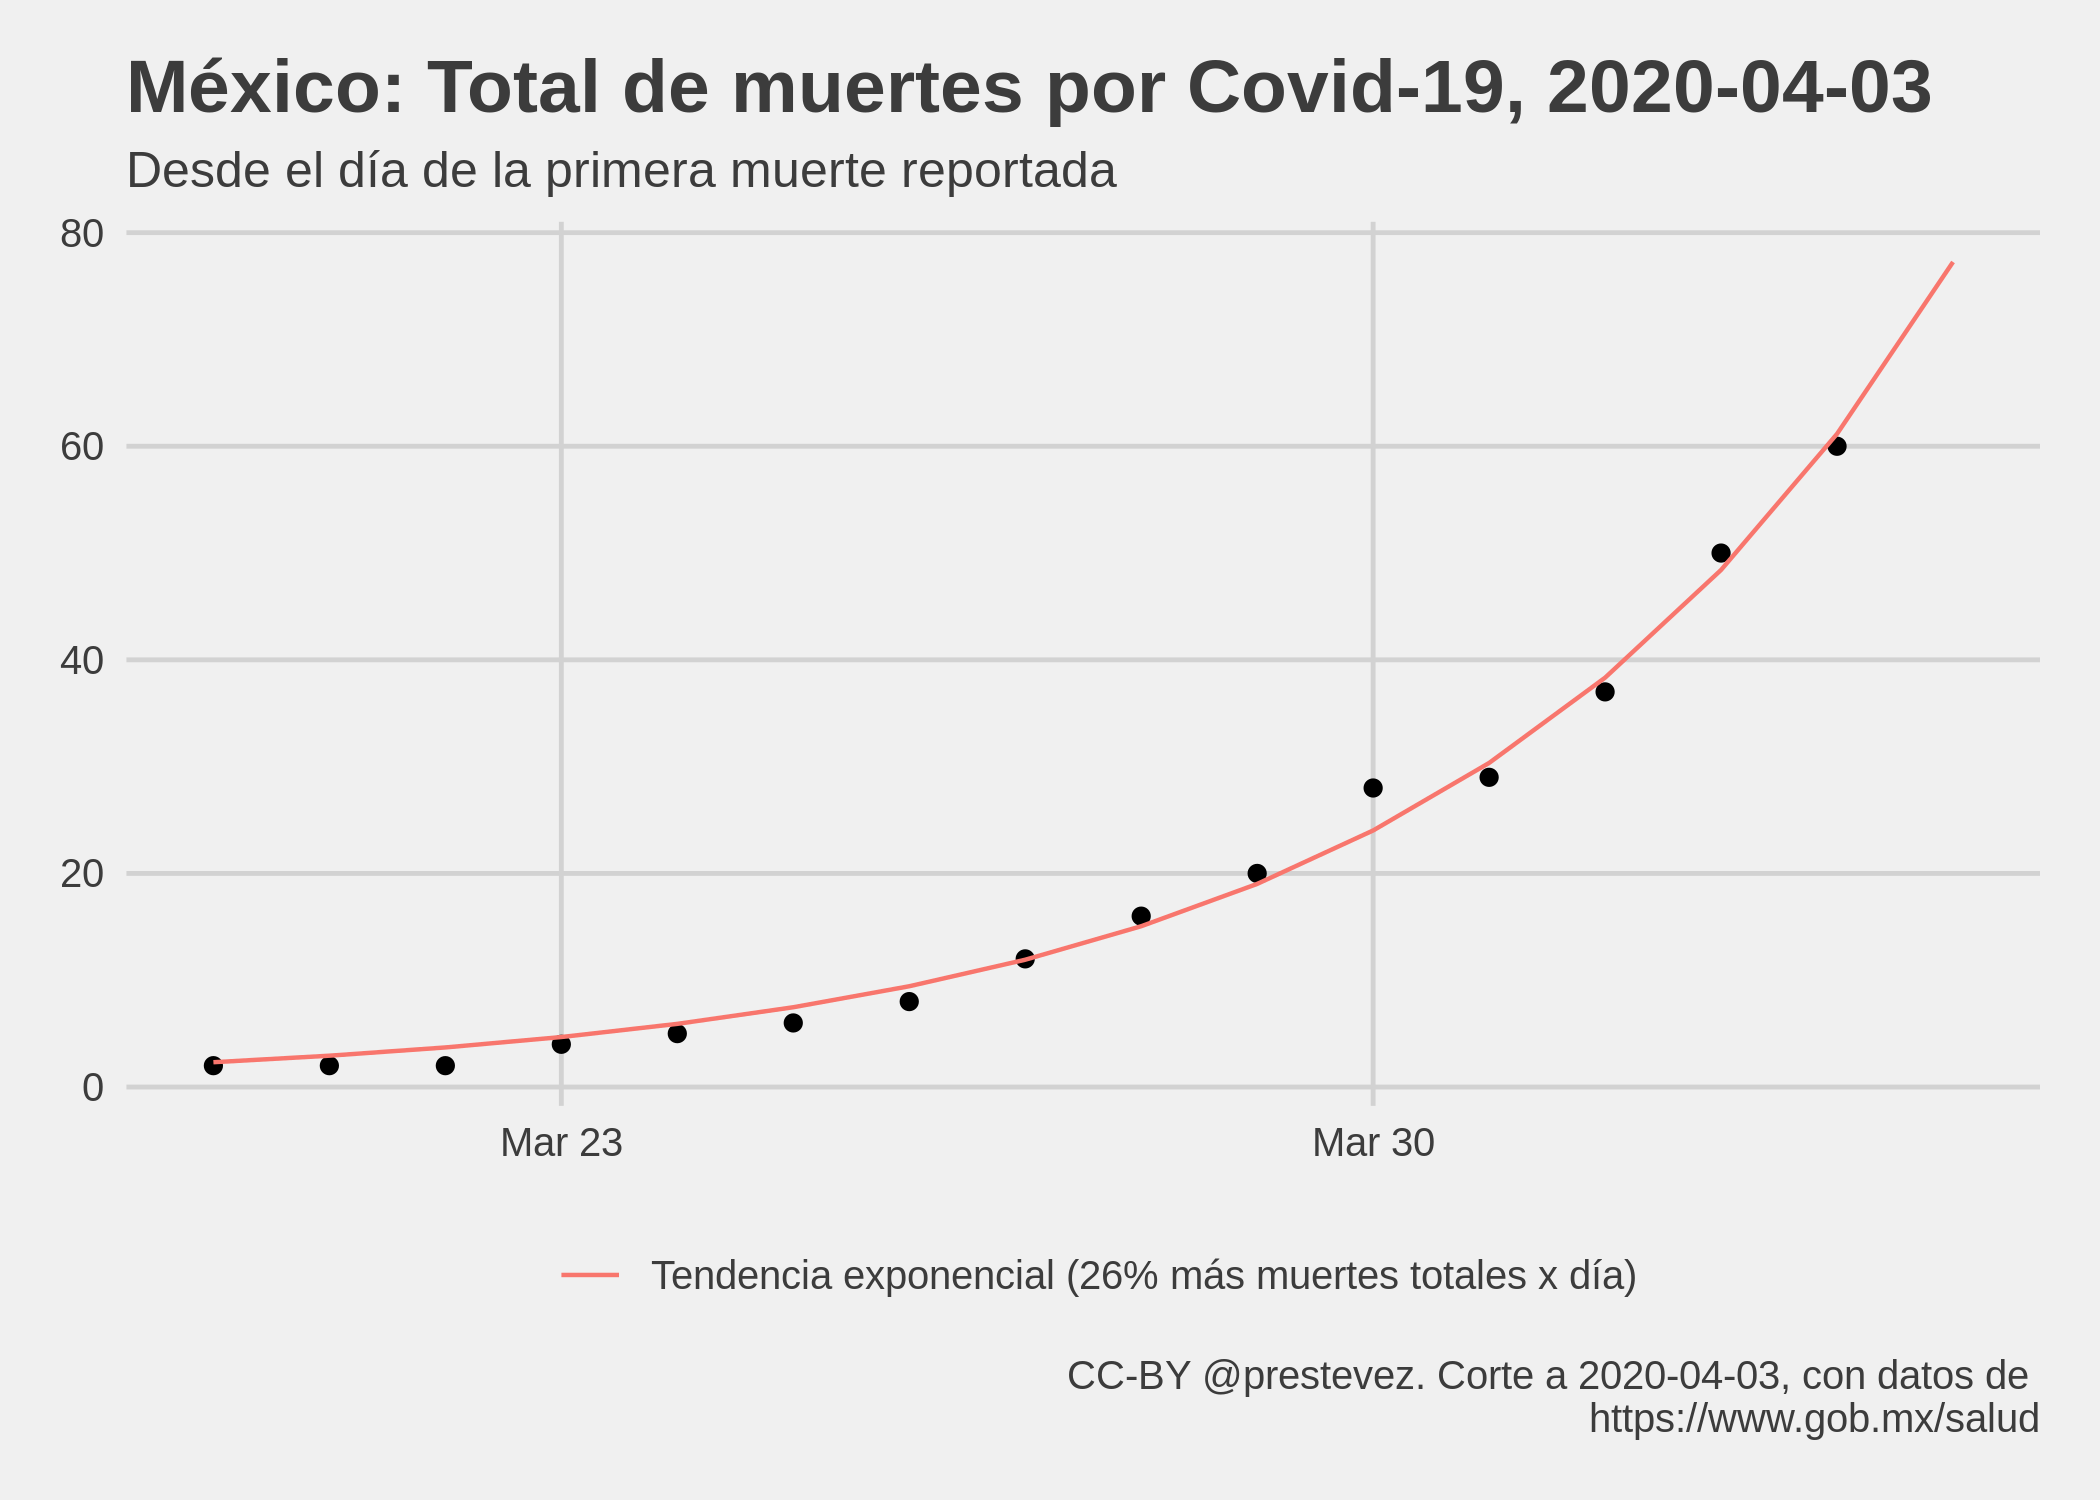 México: Total de muertes por Covid-19, 2020-04-03
Desde el día de la primera muerte reportada
80
60
40
20
0
Mar 23
Mar 30
Tendencia exponencial (26% más muertes totales x día)
CC-BY @prestevez. Corte a 2020-04-03, con datos de
https://www.gob.mx/salud